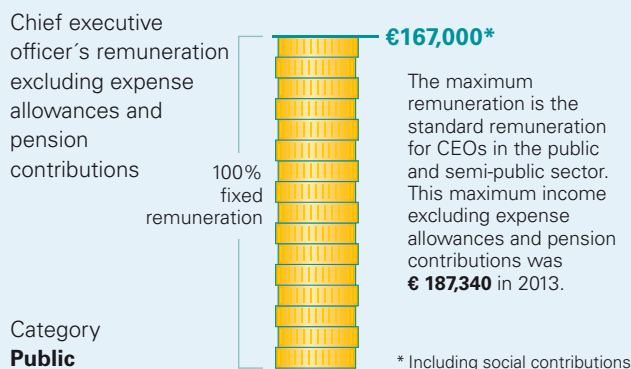 Chief executive
officer´s remuneration
excluding expense
allowances and
pension
contributions
100%
fixed
remuneration
€167,000*
The maximum
remuneration is the
standard remuneration
for CEOs in the public
and semi-public sector.
This maximum income
excluding expense
allowances and pension
contributions was
€ 187,340 in 2013.
Category
Public
* Including social contributions